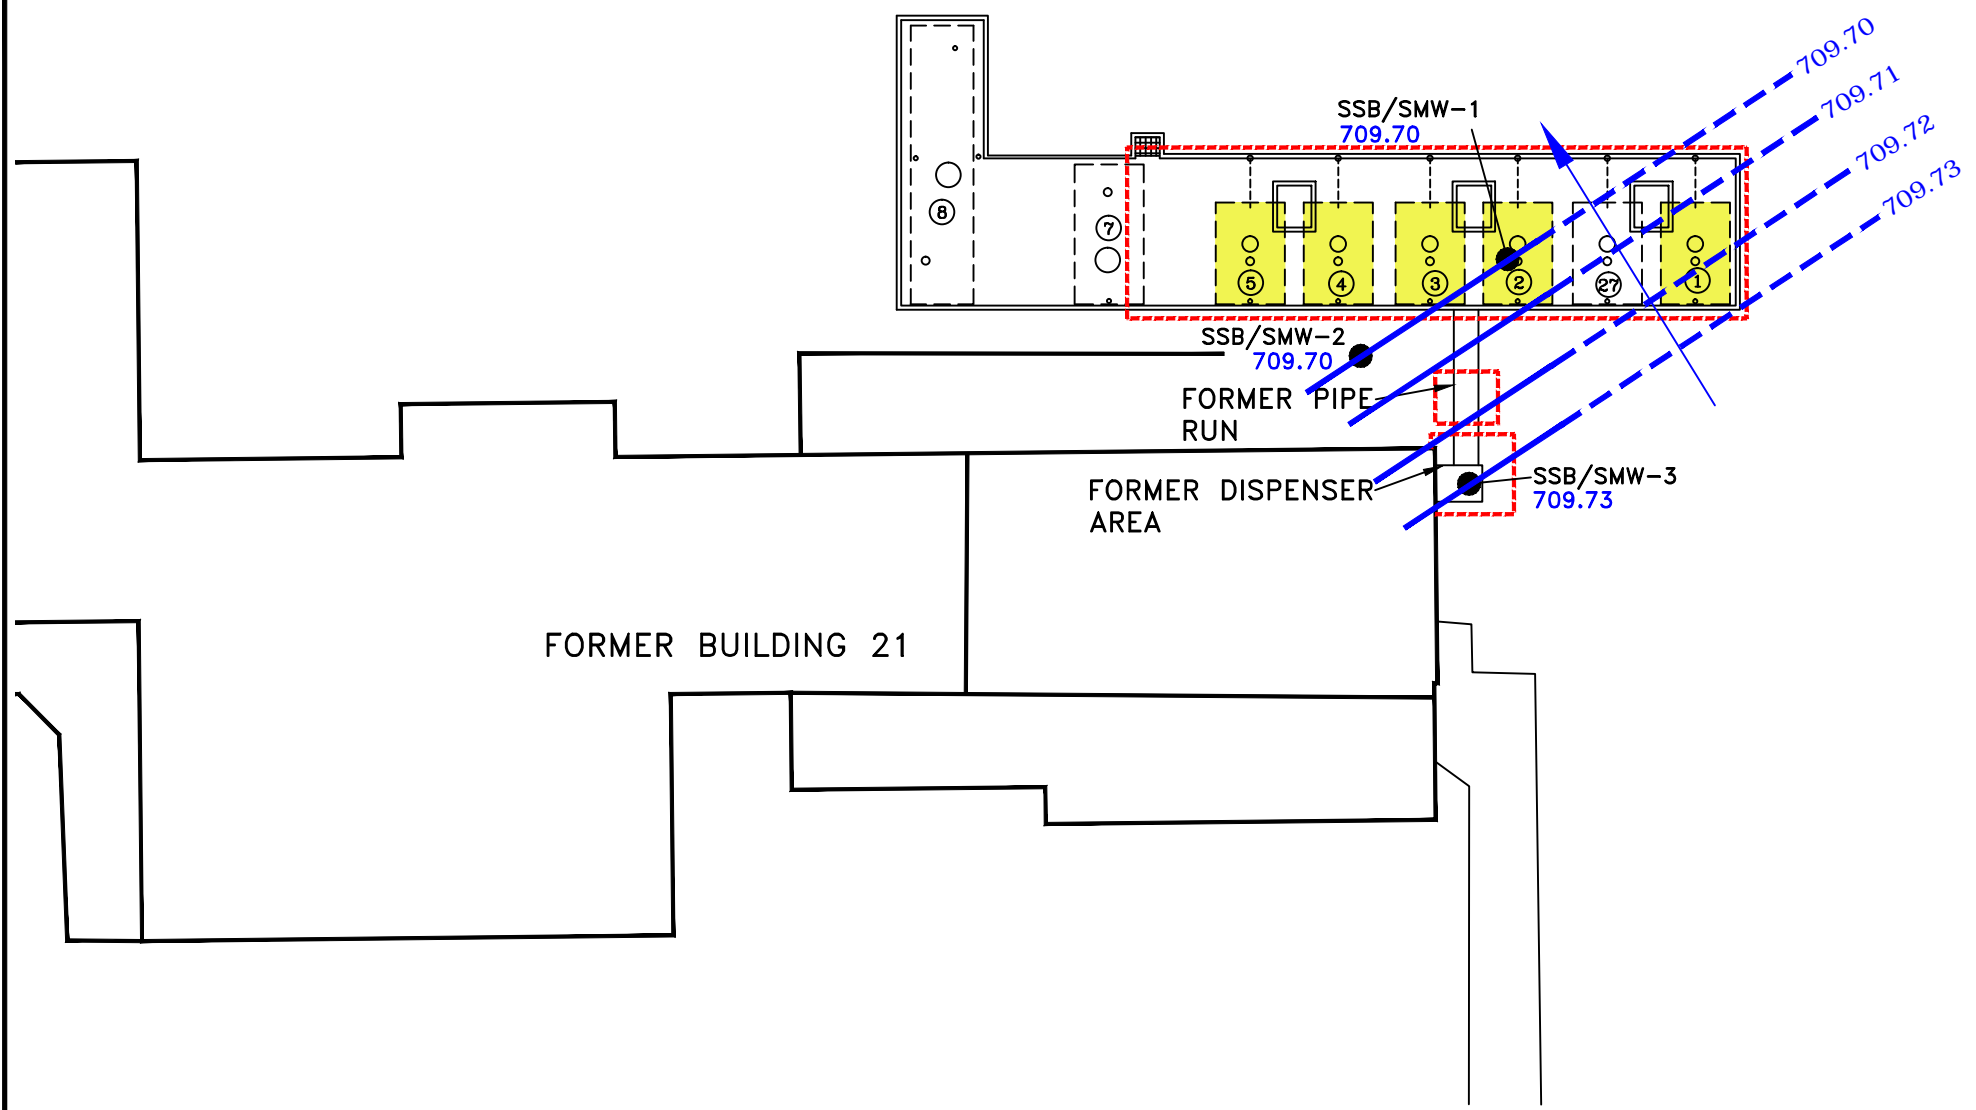 709.70
709.71
709.72
709.73
SSB/SMW-1
709.70
8
7
5
4
3
2
27
1
SSB/SMW-2
709.70
FORMER PIPE
RUN
FORMER DISPENSER
AREA
SSB/SMW-3
709.73
FORMER BUILDING 21